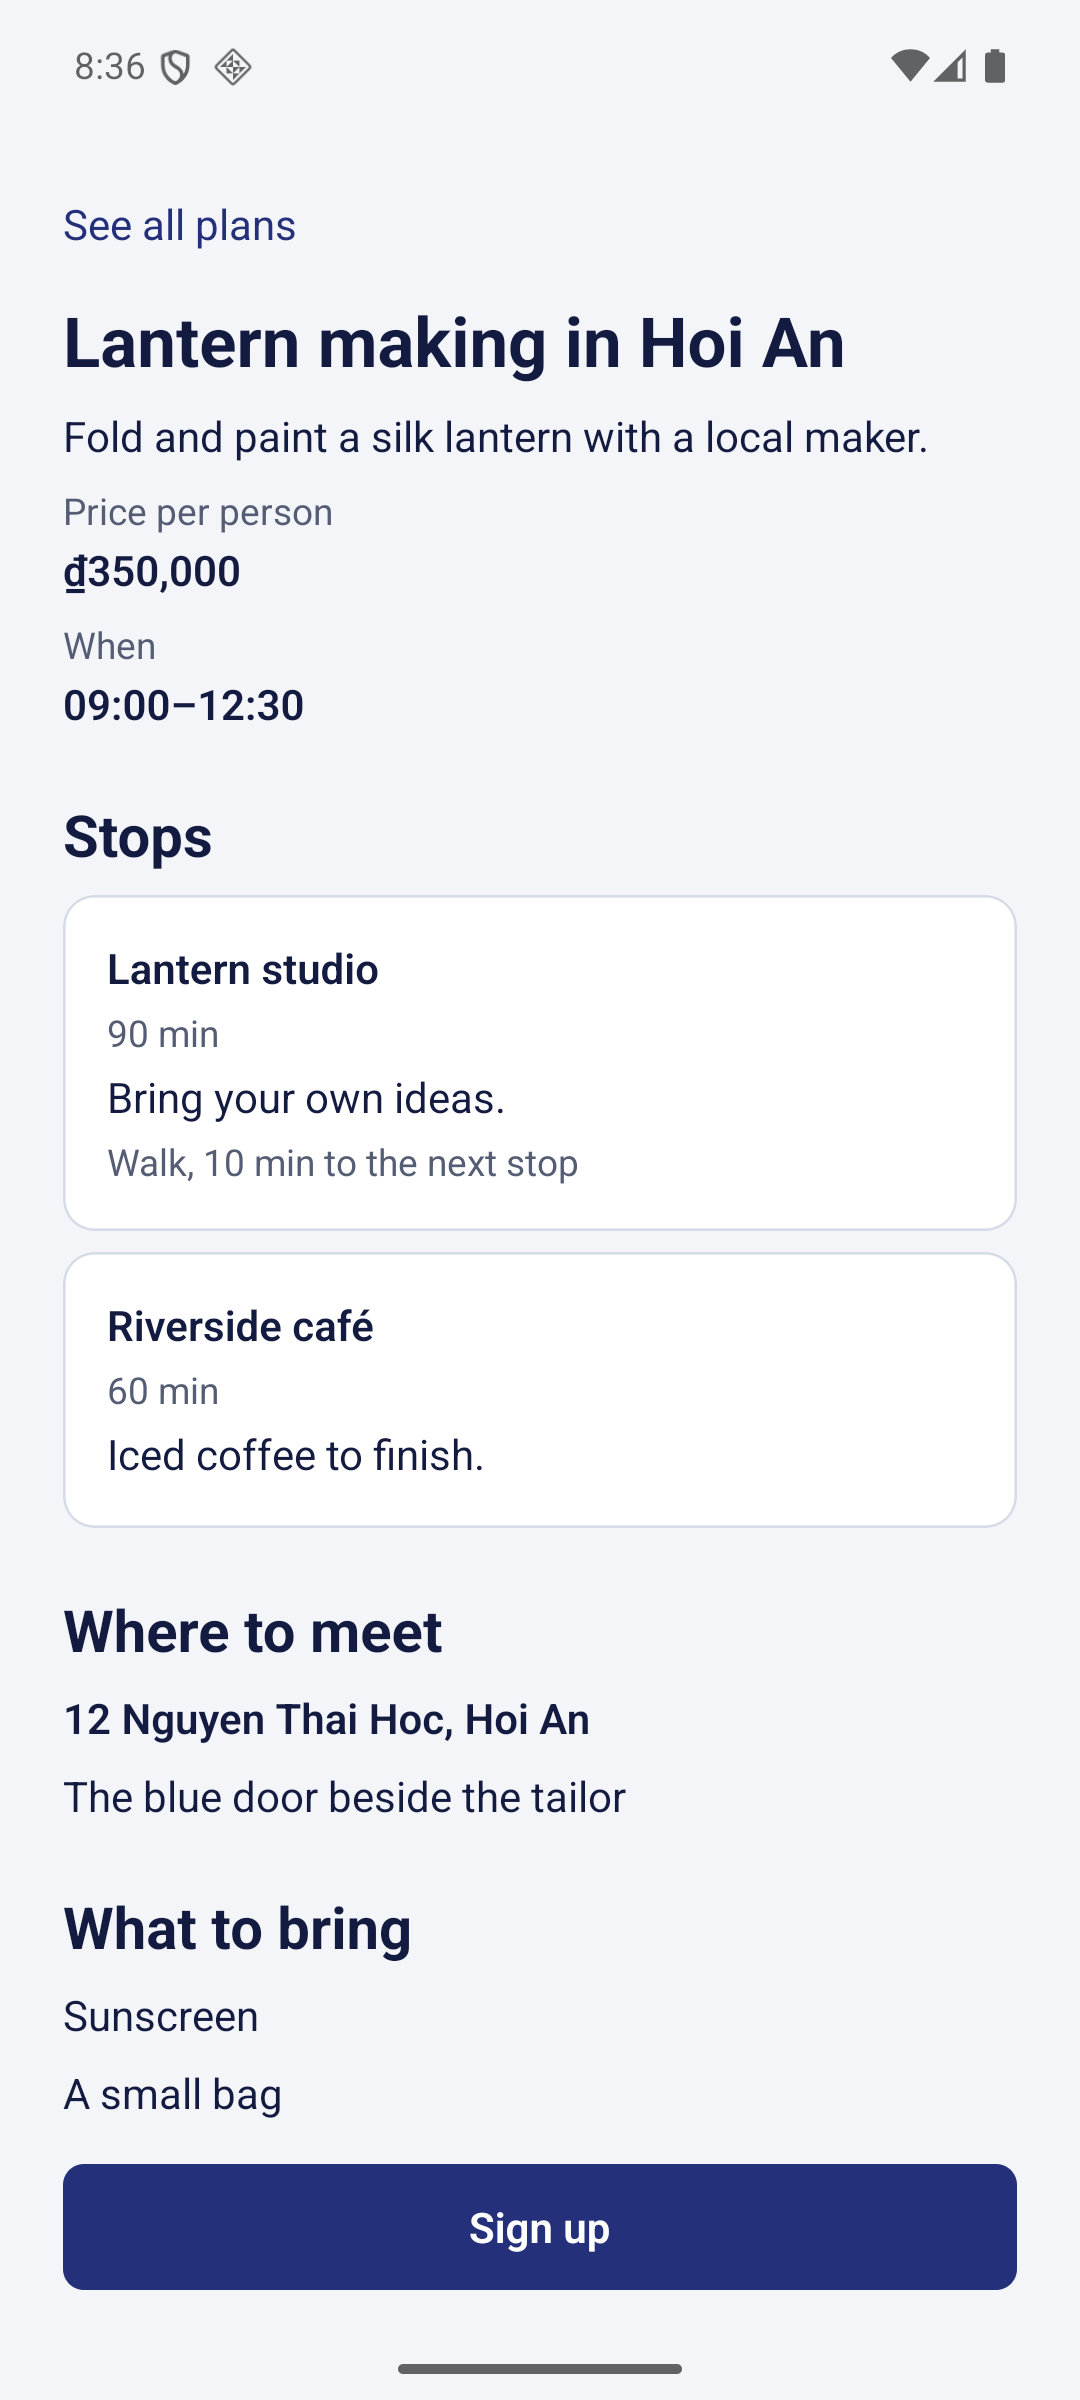 8:36
See all plans
Lantern making in Hoi An
Fold and paint a silk lantern with a local maker.
Price per person
₫350,000
When
09:00–12:30
Stops
Lantern studio
90 min
Bring your own ideas.
Walk, 10 min to the next stop
Riverside café
60 min
Iced coffee to finish.
Where to meet
12 Nguyen Thai Hoc, Hoi An
The blue door beside the tailor
What to bring
Sunscreen
A small bag
Sign up